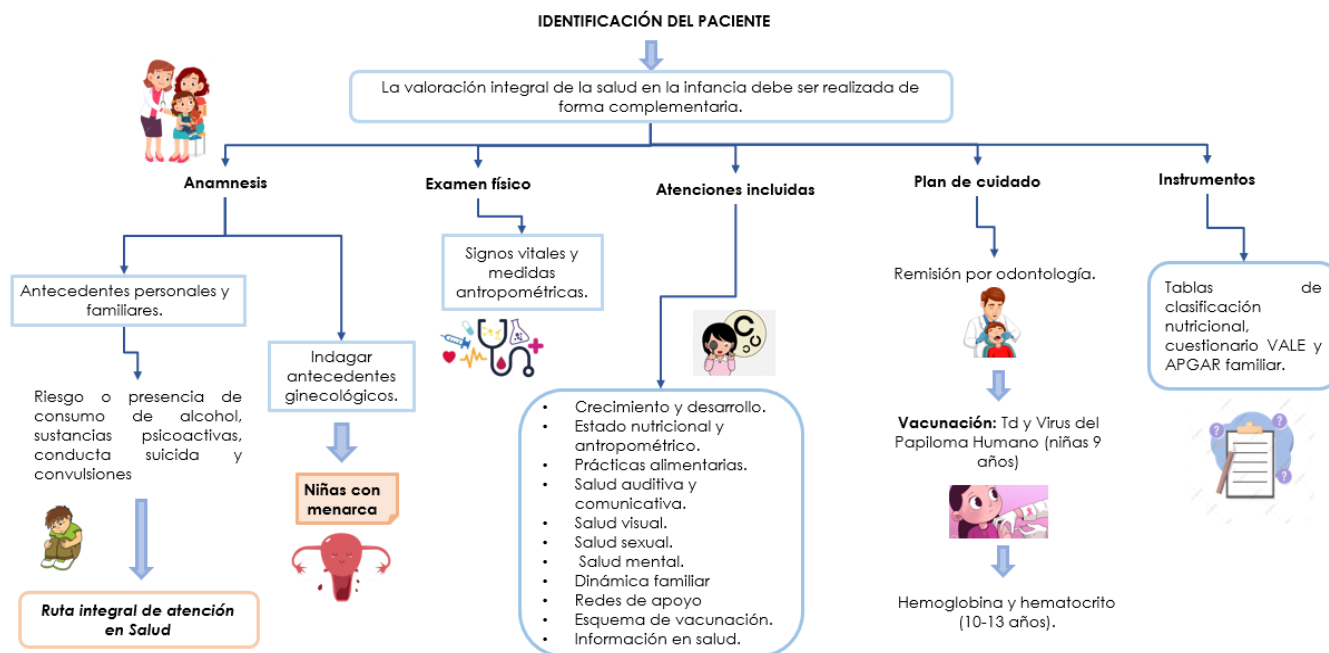 IDENTIFICACIÓN DEL PACIENTE
La valoración integral de la salud en la infancia debe ser realizada de
forma complementaria.
Anamnesis
Examen físico
Atenciones incluidas
Plan de cuidado
Instrumentos
Antecedentes personales y
familiares.
Riesgo o presencia de
consumo de alcohol,
sustancias psicoactivas,
conducta suicida y
convulsiones
Ruta integral de atención
en Salud
Indagar
antecedentes
ginecológicos.
Niñas con
menarca
Signos vitales y
medidas
antropométricas.
• Crecimiento y desarrollo.
• Estado nutricional y
antropométrico.
• Prácticas alimentarias.
• Salud auditiva y
comunicativa.
• Salud visual.
• Salud sexual.
• Salud mental.
• Dinámica familiar
• Redes de apoyo
• Esquema de vacunación.
• Información en salud.
Remisión por odontología.
Vacunación: Td y Virus del
Papiloma Humano (niñas 9
años)
Hemoglobina y hematocrito
(10-13 años).
Tablas de
clasificación
nutricional,
cuestionario VALE y
APGAR familiar.